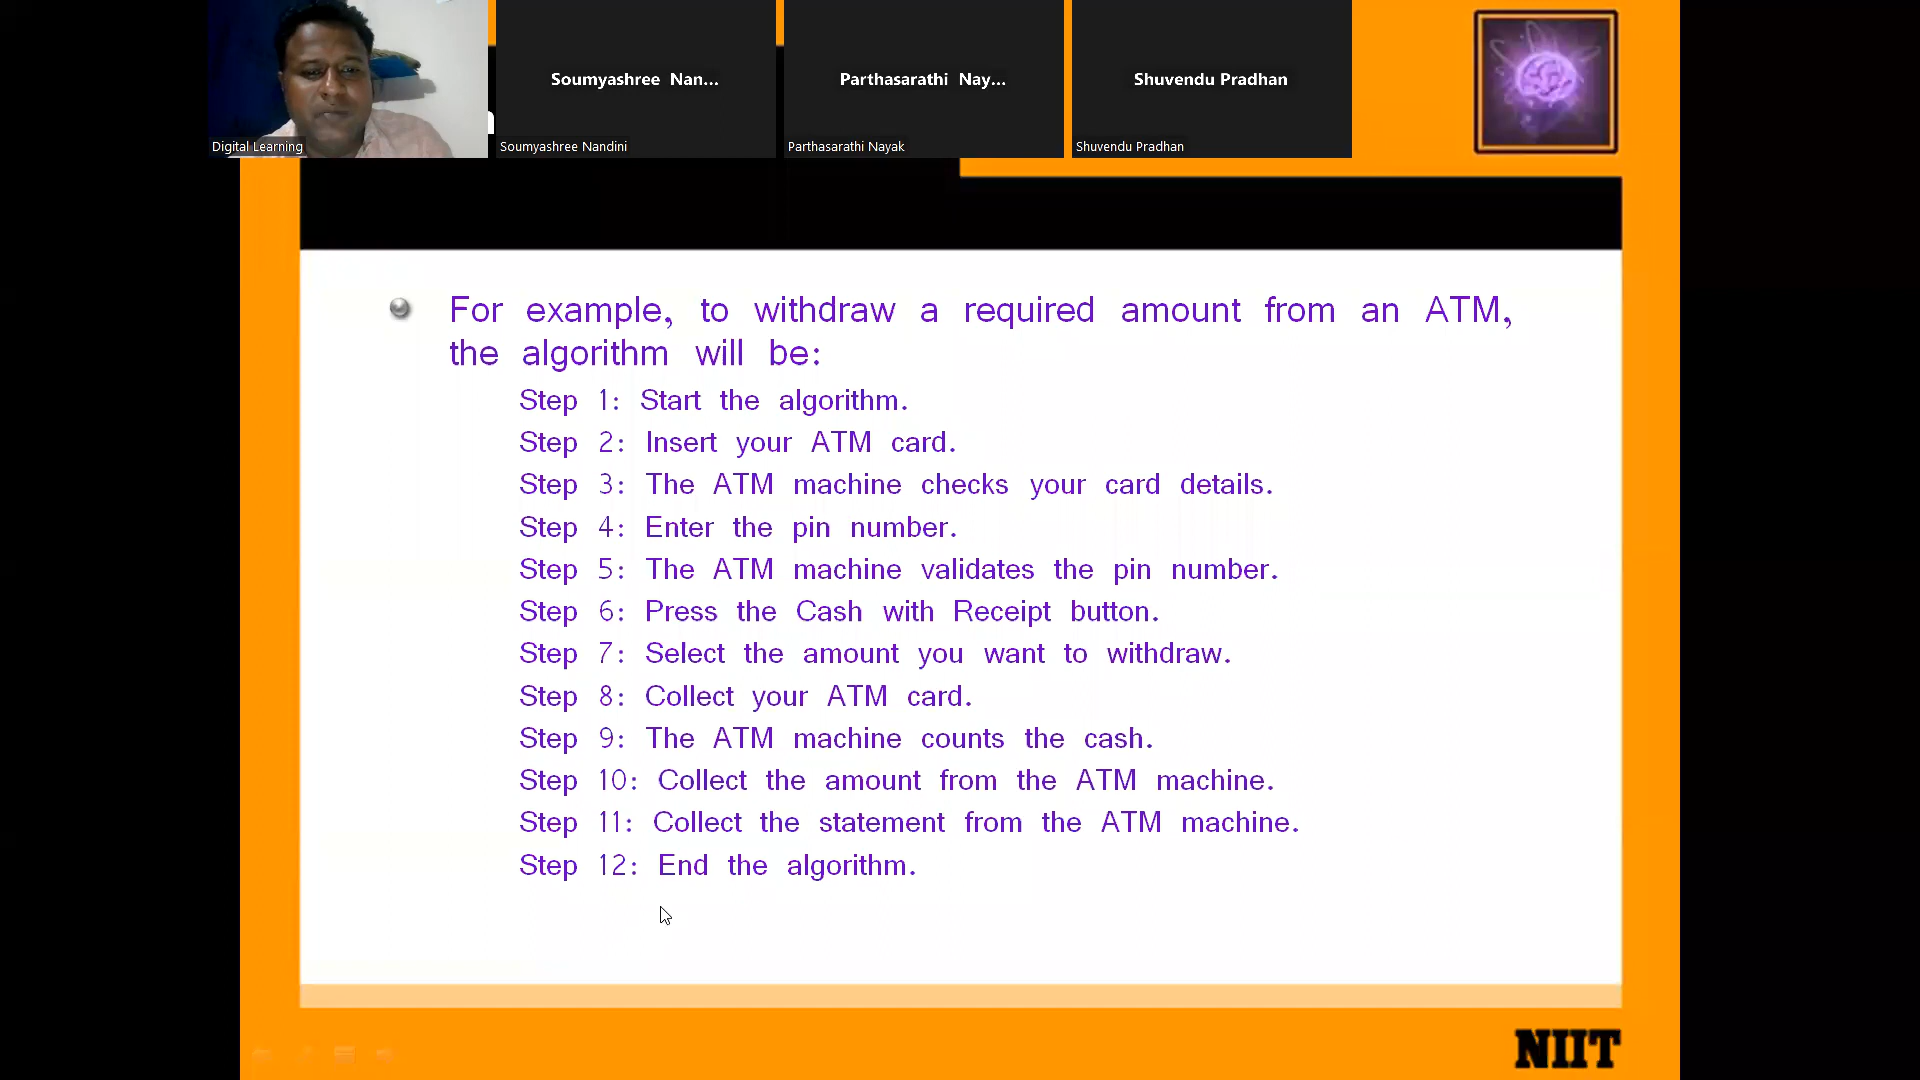 Soumyashree Nan...
Parthasarathi Nay...
Shuvendu Pradhan
Digital Learning
Soumyashree Nandini
Parthasarathi Nayak
Shuvendu Pradhan
For example, to withdraw a required amount from an ATM,
the algorithm will be:
Step 1: Start the algorithm.
Step 2: Insert your ATM card.
Step 3: The ATM machine checks your card details.
Step 4: Enter the pin number.
Step 5: The ATM machine validates the pin number.
Step 6: Press the Cash with Receipt button.
Step 7: Select the amount you want to withdraw.
Step 8: Collect your ATM card.
Step 9: The ATM machine counts the cash.
Step 10: Collect the amount from the ATM machine.
Step 11: Collect the statement from the ATM machine.
Step 12: End the algorithm.
NIIT